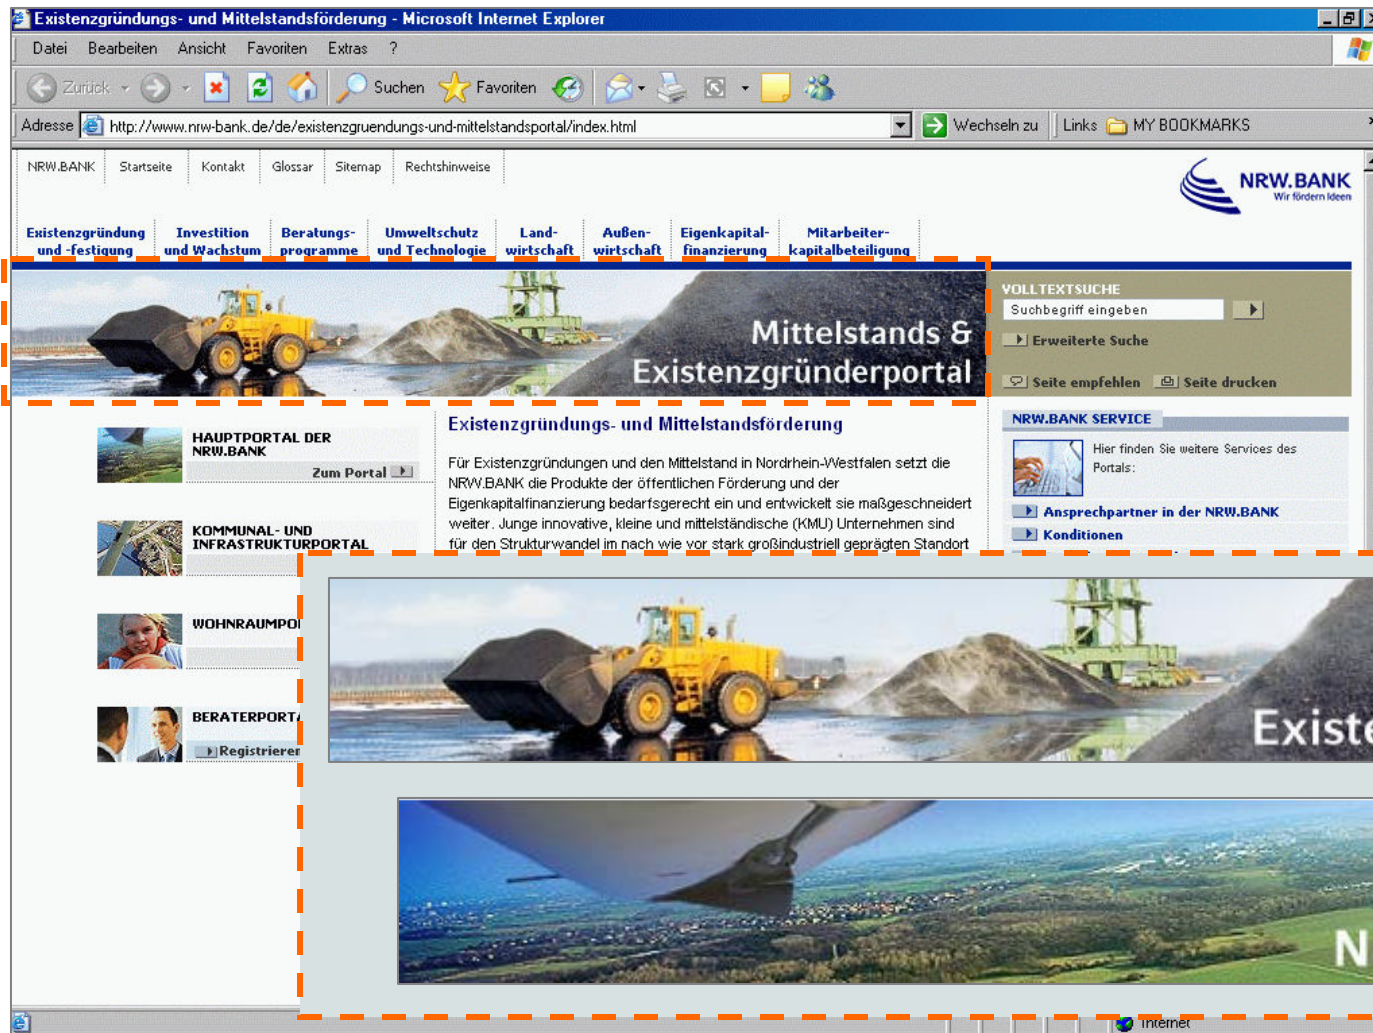 Existenzgründungs- und Mittelstandsförderung - Microsoft Internet Explorer
Datei Bearbeiten Ansicht Favoriten Extras ?
Zurück Suchen Favoriten
Adresse http://www.nrw-bank.de/de/existenzgruendungs-und-mittelstandsportal/index.html Wechseln zu Links MY BOOKMARKS
NRW.BANK Startseite Kontakt Glossar Sitemap Rechtshinweise
NRW.BANK
Wir fördern Ideen
Existenzgründung und -festigung
Investition und Wachstum
Beratungs-programme
Umweltschutz und Technologie
Land-wirtschaft
Außen-wirtschaft
Eigenkapital-finanzierung
Mitarbeiter-kapitalbeteiligung
Mittelstands &
Existenzgründerportal
VOLLTEXTSUCHE
Suchbegriff eingeben
Erweiterte Suche
Seite empfehlen Seite drucken
HAUPTPORTAL DER
NRW.BANK
Zum Portal
KOMMUNAL- UND
INFRASTRUKTURPORTAL
WOHNRAUMPO
BERATERPORT
Registrieren
Existenzgründungs- und Mittelstandsförderung
Für Existenzgründungen und den Mittelstand in Nordrhein-Westfalen setzt die
NRW.BANK die Produkte der öffentlichen Förderung und der
Eigenkapitalfinanzierung bedarfsgerecht ein und entwickelt sie maßgeschneidert
weiter. Junge innovative, kleine und mittelständische (KMU) Unternehmen sind
für den Strukturwandel im nach wie vor stark großindustriell geprägten Standort
NRW.BANK SERVICE
Hier finden Sie weitere Services des
Portals:
Ansprechpartner in der NRW.BANK
Konditionen
Existe
N
Internet